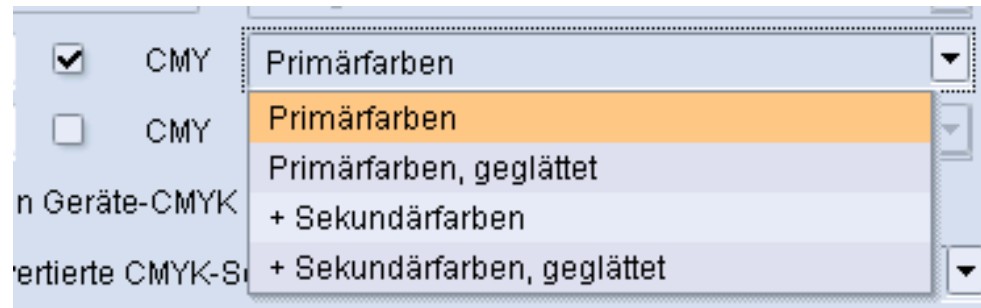 CMY Primärfarben
Primärfarben
CMY
Primärfarben, geglättet
n Geräte-CMYK
+ Sekundärfarben
ertierte CMYK-S
+ Sekundärfarben, geglättet